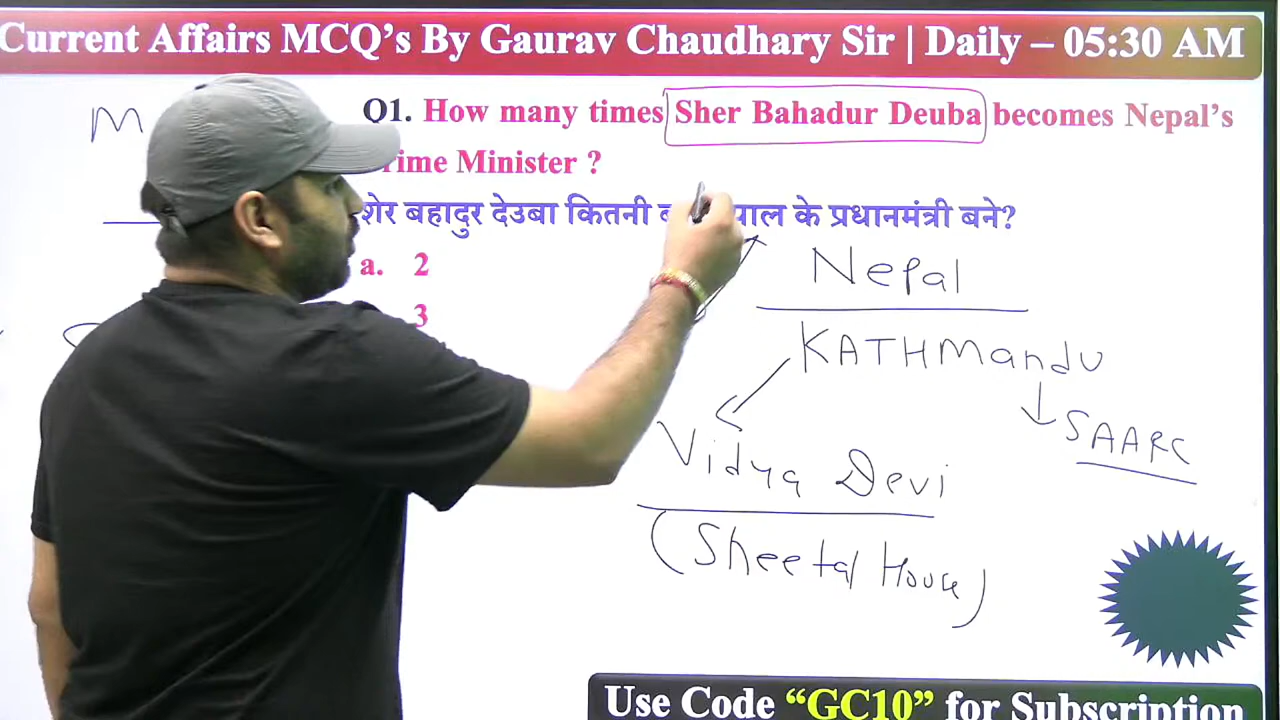 Current Affairs MCQ's By Gaurav Chaudhary Sir | Daily – 05:30 AM
M
Q1. How many times Sher Bahadur Deuba becomes Nepal's
rime Minister ?
शेर बहादुर देउबा कितनी के प्रधानमंत्री बने?
a. 2
3
Nepal
KATHMandu
SAARC
Vidya Devi
(Sheetal House)
Use Code “GC10” for Subscription